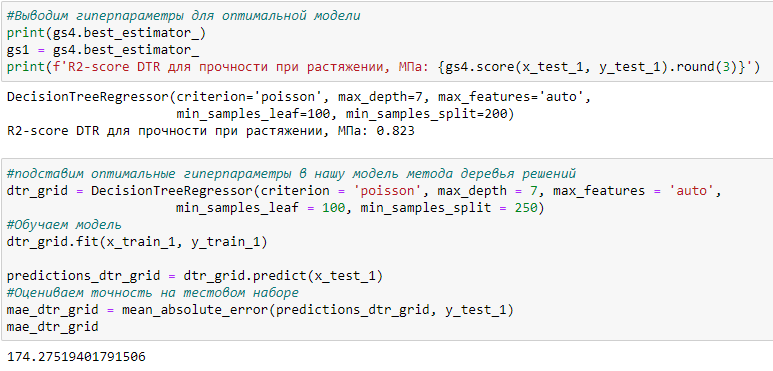 #Выводим гиперпараметры для оптимальной модели
print(gs4.best_estimator_)
gs1 = gs4.best_estimator_
print(f'R2-score DTR для прочности при растяжении, МПа: {gs4.score(x_test_1, y_test_1).round(3)}')
DecisionTreeRegressor(criterion='poisson', max_depth=7, max_features='auto',
min_samples_leaf=100, min_samples_split=200)
R2-score DTR для прочности при растяжении, МПа: 0.823
#подставим оптимальные гиперпараметры в нашу модель метода деревья решений
dtr_grid = DecisionTreeRegressor(criterion = 'poisson', max_depth = 7, max_features = 'auto',
min_samples_leaf = 100, min_samples_split = 250)
#Обучаем модель
dtr_grid.fit(x_train_1, y_train_1)
predictions_dtr_grid = dtr_grid.predict(x_test_1)
#Оцениваем точность на тестовом наборе
mae_dtr_grid = mean_absolute_error(predictions_dtr_grid, y_test_1)
mae_dtr_grid
174.27519401791506